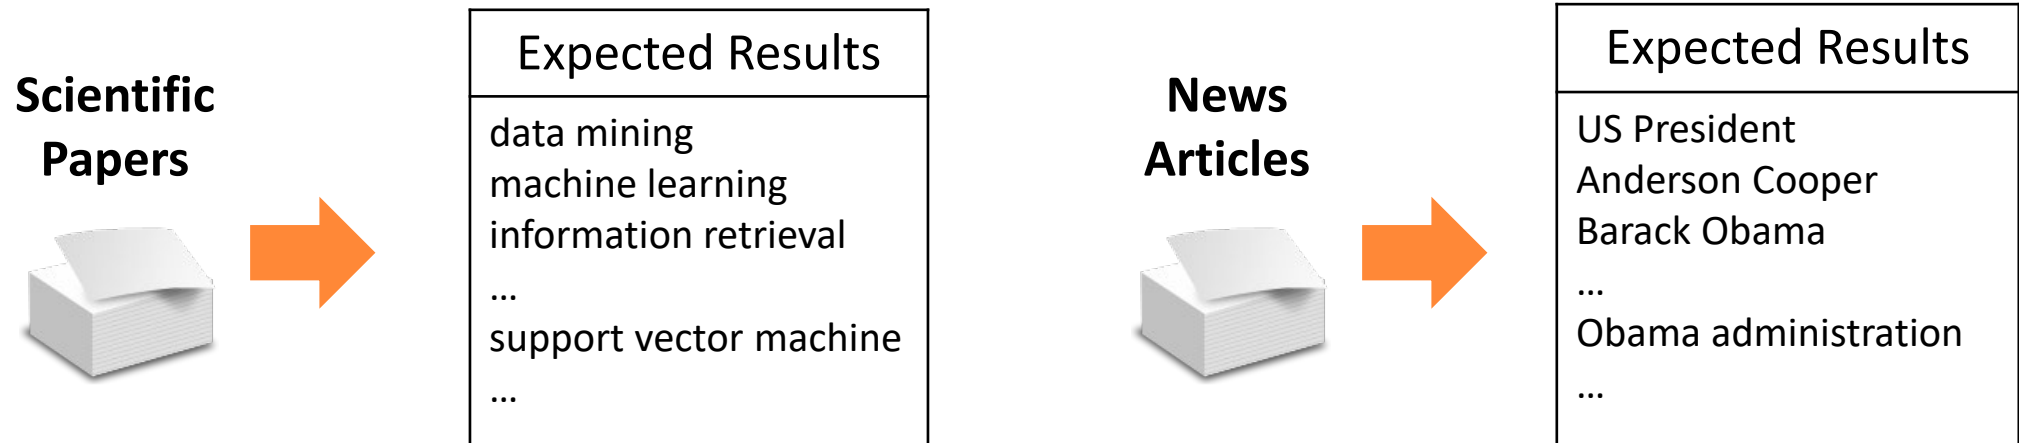 Scientific
Papers
Expected Results
data mining
machine learning
information retrieval
...
support vector machine
...
News
Articles
Expected Results
US President
Anderson Cooper
Barack Obama
...
Obama administration
...